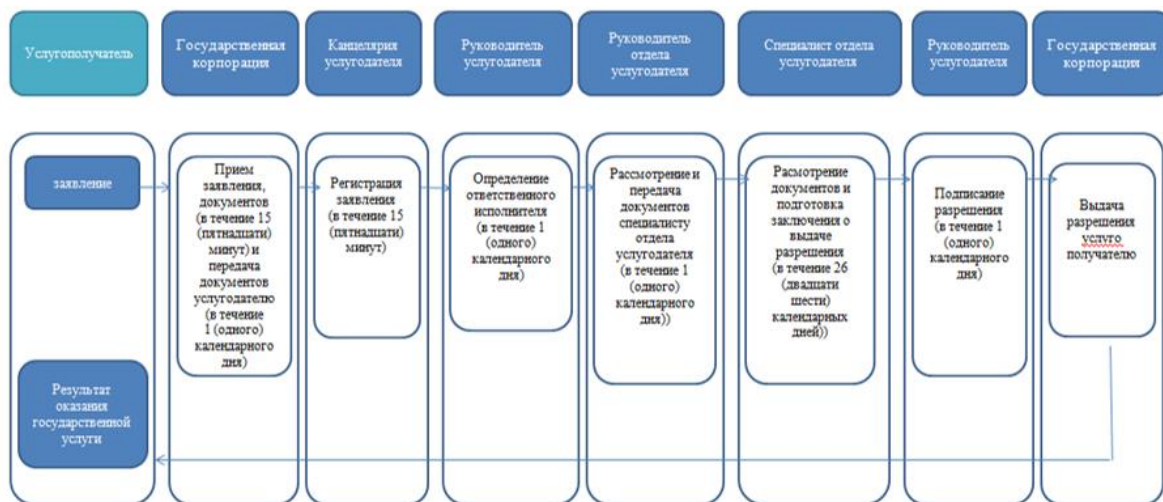 Услугополучатель
Государственная
корпорация
Канцелярия
услугодателя
Руководитель
услугодателя
Руководитель
отдела
услугодателя
Специалист отдела
услугодателя
Руководитель
услугодателя
Государственная
корпорация
заявление
Прием
заявления,
документов
(в течение 15
(пятнадцати)
минут) и
передача
документов
услугодателю
(в течение
1 (одного)
календарного
дня)
Регистрация
заявления
(в течение 15
(пятнадцати)
минут)
Определение
ответственного
исполнителя
(в течение 1
(одного)
календарного
дня)
Рассмотрение и
передача
документов
специалисту
отдела
услугодателя
(в течение 1
(одного)
календарного
дня))
Расмотрение
документов и
подготовка
заключения о
выдаче
разрешения
(в течение 26
(двадцати
шести)
календарных
дней))
Подписание
разрешения
(в течение 1
(одного)
календарного
дня)
Выдача
разрешения
услуго
получателю
Результат
оказания
государственной
услуги